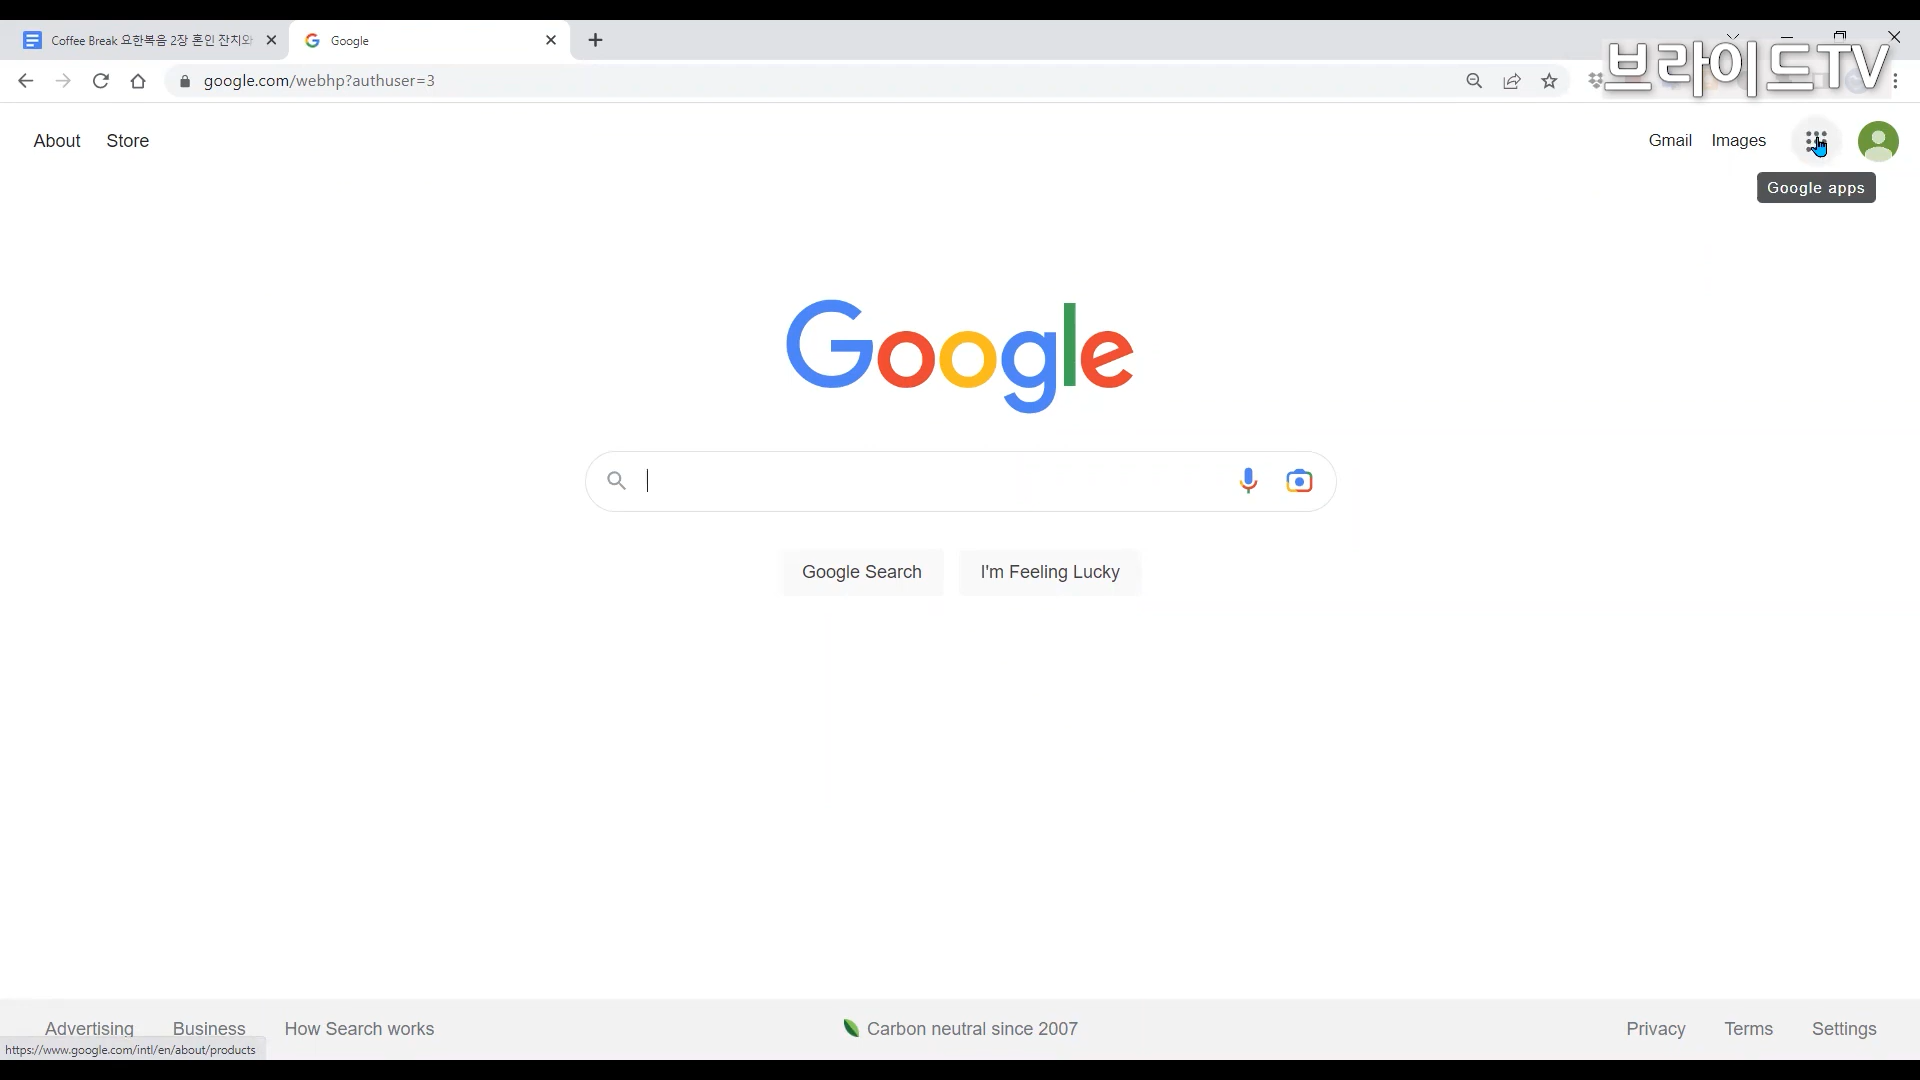 Coffee Break 요한복음 2장 혼인 잔치와
Google
브라이드TV
google.com/webhp?authuser=3
About Store
Gmail Images
Google apps
Google
Google Search I'm Feeling Lucky
Advertising Business How Search works
Carbon neutral since 2007
Privacy Terms Settings
https://www.google.com/intl/en/about/products